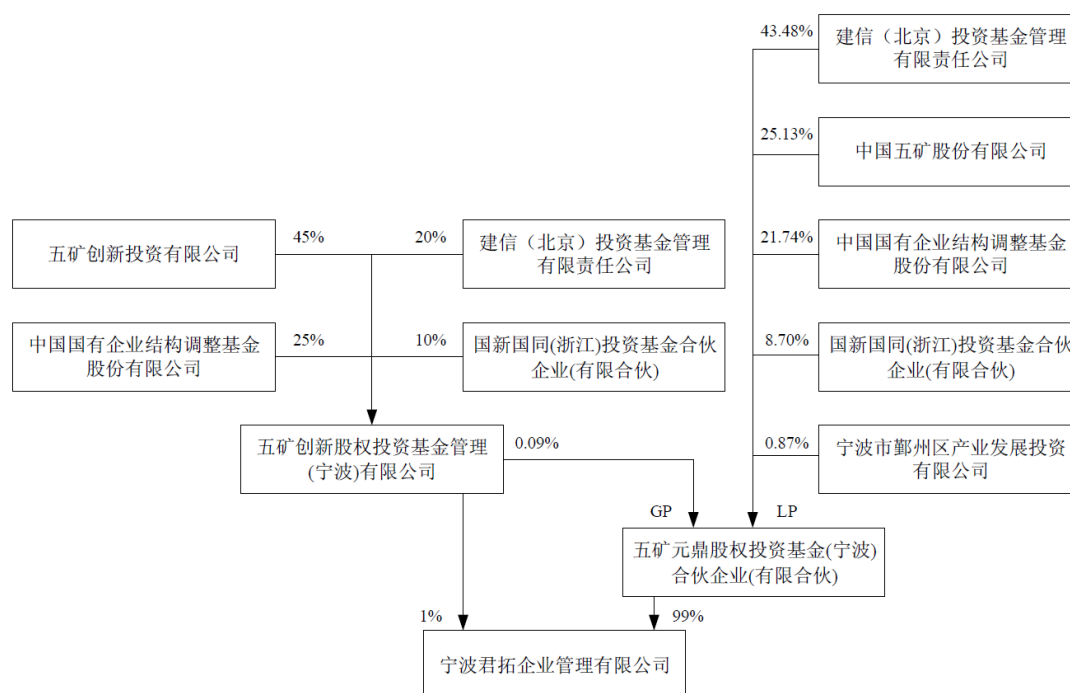 43.48%
建信（北京）投资基金管理
有限责任公司
25.13%
中国五矿股份有限公司
五矿创新投资有限公司
45%
20%
建信（北京）投资基金管理
有限责任公司
21.74%
中国国有企业结构调整基金
股份有限公司
中国国有企业结构调整基金
股份有限公司
25%
10%
国新国同(浙江)投资基金合伙
企业(有限合伙)
8.70%
国新国同(浙江)投资基金合伙
企业(有限合伙)
五矿创新股权投资基金管理
(宁波)有限公司
0.09%
0.87%
宁波市鄞州区产业发展投资
有限公司
GP
LP
五矿元鼎股权投资基金(宁波)
合伙企业(有限合伙)
1%
99%
宁波君拓企业管理有限公司